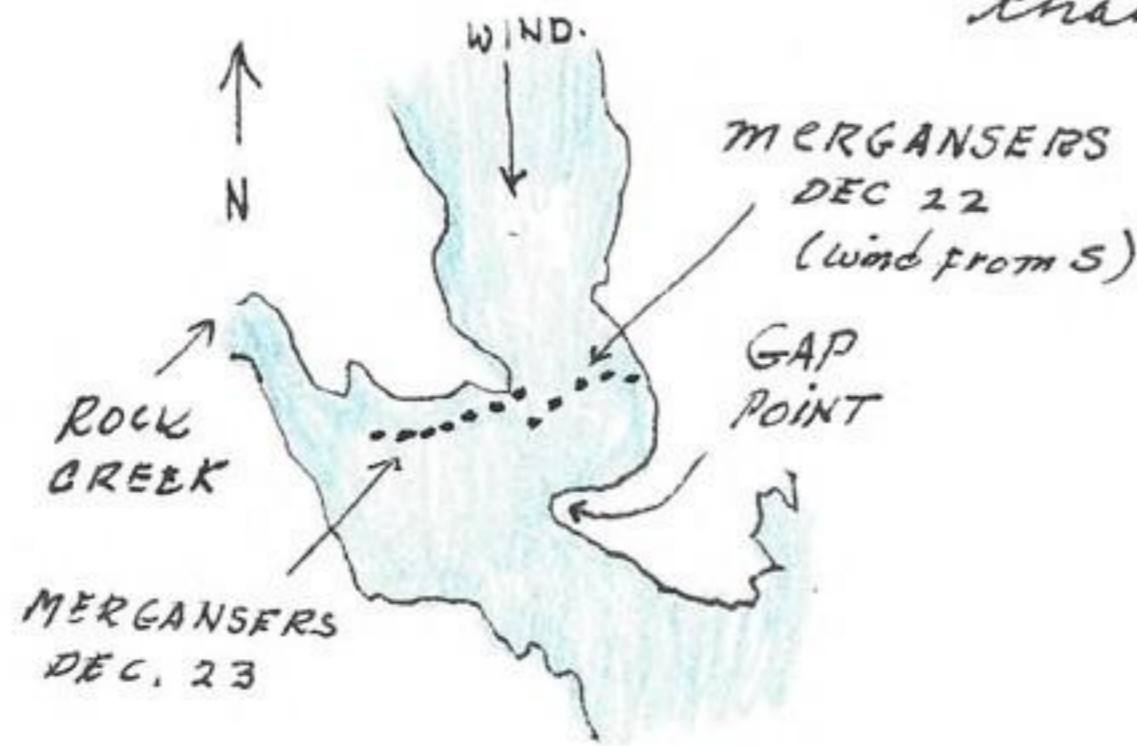 WIND.
N
MERGANSERS
DEC 22
(wind from S)
GAP
POINT
ROCK
CREEK
MERGANSERS
DEC. 23